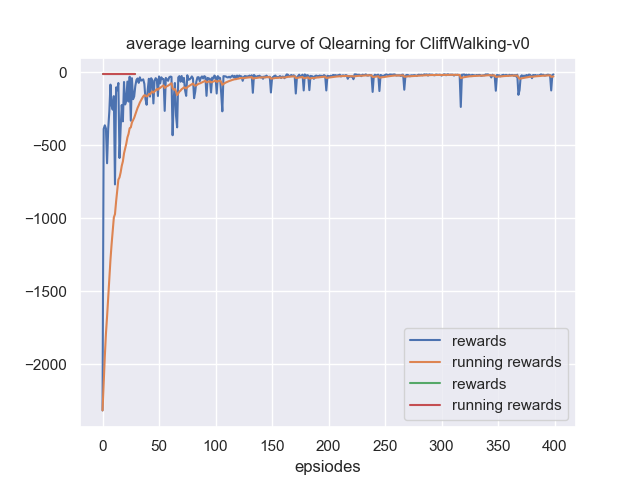 average learning curve of Qlearning for CliffWalking-v0
0
−500
−1000
−1500
−2000
rewards
running rewards
rewards
running rewards
0 50 100 150 200 250 300 350 400
epsiodes